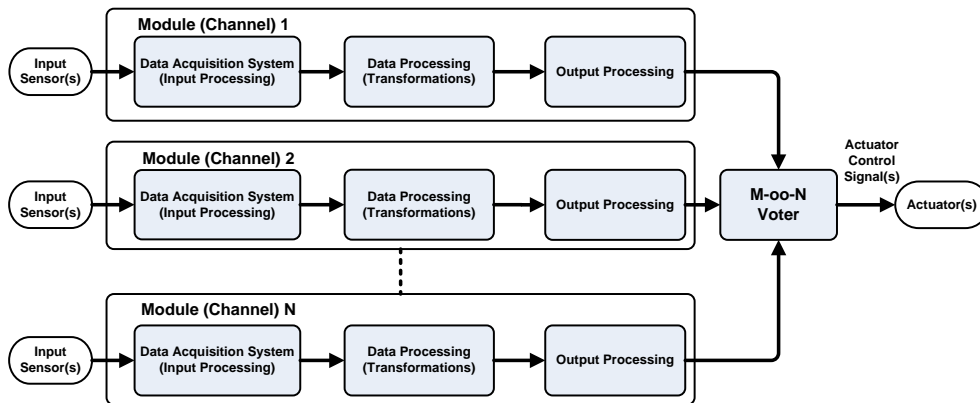 Module (Channel) 1
Input
Sensor(s)
Data Acquisition System
(Input Processing)
Data Processing
(Transformations)
Output Processing
Module (Channel) 2
Input
Sensor(s)
Data Acquisition System
(Input Processing)
Data Processing
(Transformations)
Output Processing
M-oo-N
Voter
Actuator
Control
Signal(s)
Actuator(s)
Module (Channel) N
Input
Sensor(s)
Data Acquisition System
(Input Processing)
Data Processing
(Transformations)
Output Processing